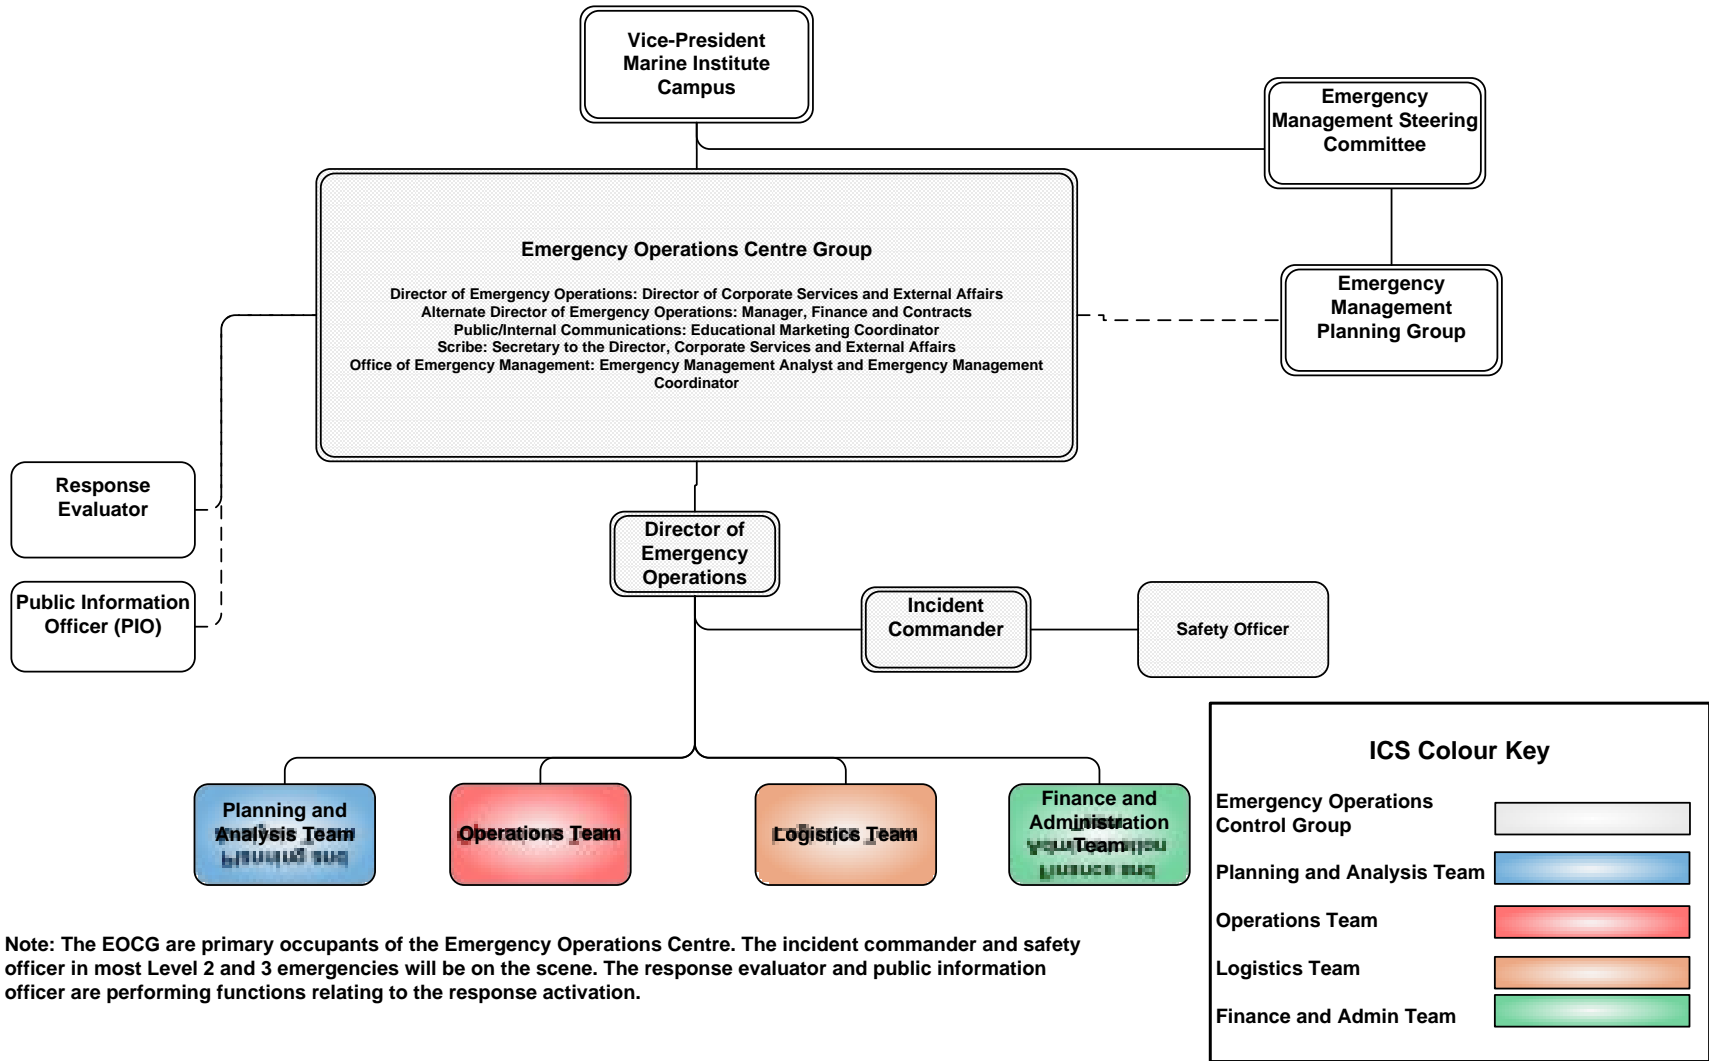 Vice-President
Marine Institute
Campus
Emergency
Management Steering
Committee
Emergency Operations Centre Group
Director of Emergency Operations: Director of Corporate Services and External Affairs
Alternate Director of Emergency Operations: Manager, Finance and Contracts
Public/Internal Communications: Educational Marketing Coordinator
Scribe: Secretary to the Director, Corporate Services and External Affairs
Office of Emergency Management: Emergency Management Analyst and Emergency Management
Coordinator
Emergency
Management
Planning Group
Response
Evaluator
Director of
Emergency
Operations
Public Information
Officer (PIO)
Incident
Commander
Safety Officer
Planning and
Analysis Team
Operations Team
Logistics Team
Finance and
Administration
Team
ICS Colour Key
Emergency Operations
Control Group
Planning and Analysis Team
Operations Team
Logistics Team
Finance and Admin Team
Note: The EOCG are primary occupants of the Emergency Operations Centre. The incident commander and safety
officer in most Level 2 and 3 emergencies will be on the scene. The response evaluator and public information
officer are performing functions relating to the response activation.